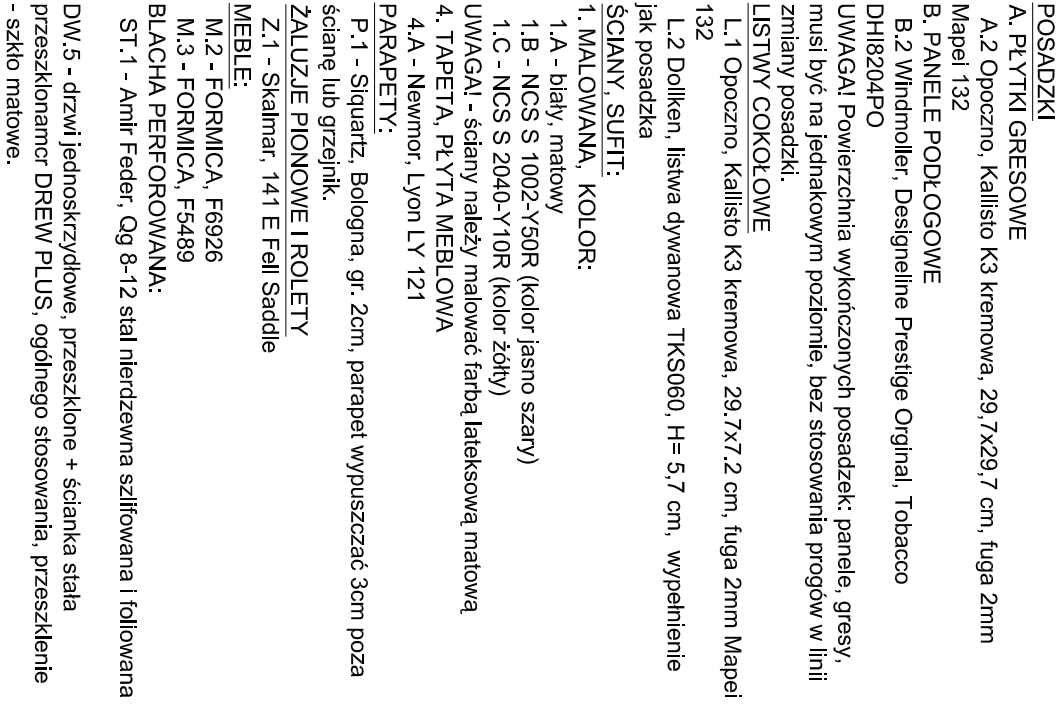 POSADZKI
A. PŁYTKI GRESOWE
A.2 Opoczno, Kallisto K3 kremowa, 29,7x29,7 cm, fuga 2mm
Mapei 132
B. PANELE PODŁOGOWE
B.2 Windmoller, Designeline Prestige Orginal, Tobacco
DHI8204PO
UWAGA! Powierzchnia wykończonych posadzek: panele, gresy,
musi być na jednakowym poziomie, bez stosowania progów w linii
zmiany posadzki.
LISTWY COKOŁOWE
L.1 Opoczno, Kallisto K3 kremowa, 29.7x7.2 cm, fuga 2mm Mapei
132
L.2 Dollken, listwa dywanowa TKS060, H= 5,7 cm, wypełnienie
jak posadzka
ŚCIANY, SUFIT:
1. MALOWANA, KOLOR:
1.A - biały, matowy
1.B - NCS S 1002-Y50R (kolor jasno szary)
1.C - NCS S 2040-Y10R (kolor żółty)
UWAGA! - ściany należy malować farbą lateksową matową
4. TAPETA, PŁYTA MEBLOWA
4.A - Newmor, Lyon LY 121
PARAPETY:
P.1 - Siquartz, Bologna, gr. 2cm, parapet wypuszczać 3cm poza
ścianę lub grzejnik.
ŻALUZJE PIONOWE I ROLETY
Z.1 - Skalmar, 141 E Fell Saddle
MEBLE:
M.2 - FORMICA, F6926
M.3 - FORMICA, F5489
BLACHA PERFOROWANA:
ST.1 - Amir Feder, Qg 8-12 stal nierdzewna szlifowana i foliowana
DW.5 - drzwi jednoskrzydłowe, przeszklone + ścianka stała
przeszklonamcr DREW PLUS, ogólnego stosowania, przeszklenie
- szkło matowe.